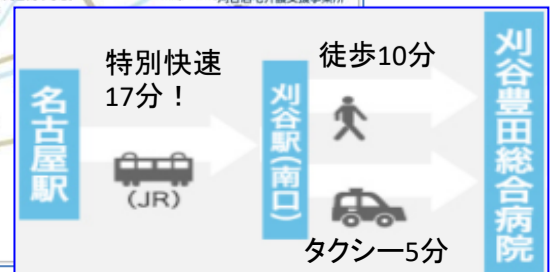 名古屋駅
特別快速
17分！
(JR)
刈谷駅(南口)
徒歩10分
タクシー5分
刈谷豊田総合病院